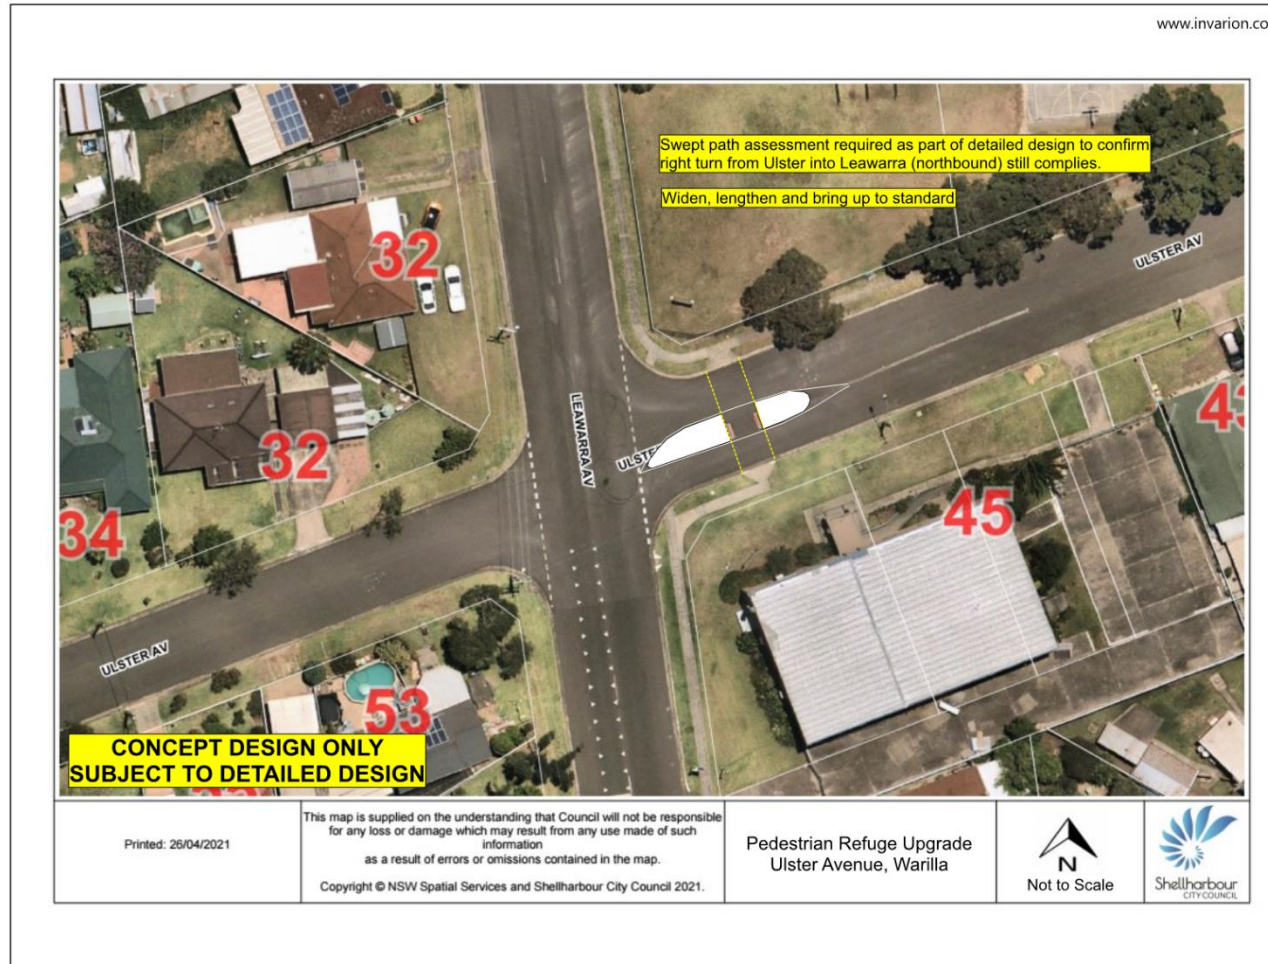 www.invarion.co
Swept path assessment required as part of detailed design to confirm
right turn from Ulster into Leawarra (northbound) still complies.
Widen, lengthen and bring up to standard
ULSTER AV
32
LEAWARRA AV
ULSTE
43
32
45
34
ULSTER AV
53
CONCEPT DESIGN ONLY
SUBJECT TO DETAILED DESIGN
Printed: 26/04/2021
This map is supplied on the understanding that Council will not be responsible
for any loss or damage which may result from any use made of such
information
as a result of errors or omissions contained in the map.
Copyright © NSW Spatial Services and Shellharbour City Council 2021.
Pedestrian Refuge Upgrade
Ulster Avenue, Warilla
N
Not to Scale
Shellharbour
CITY COUNCIL